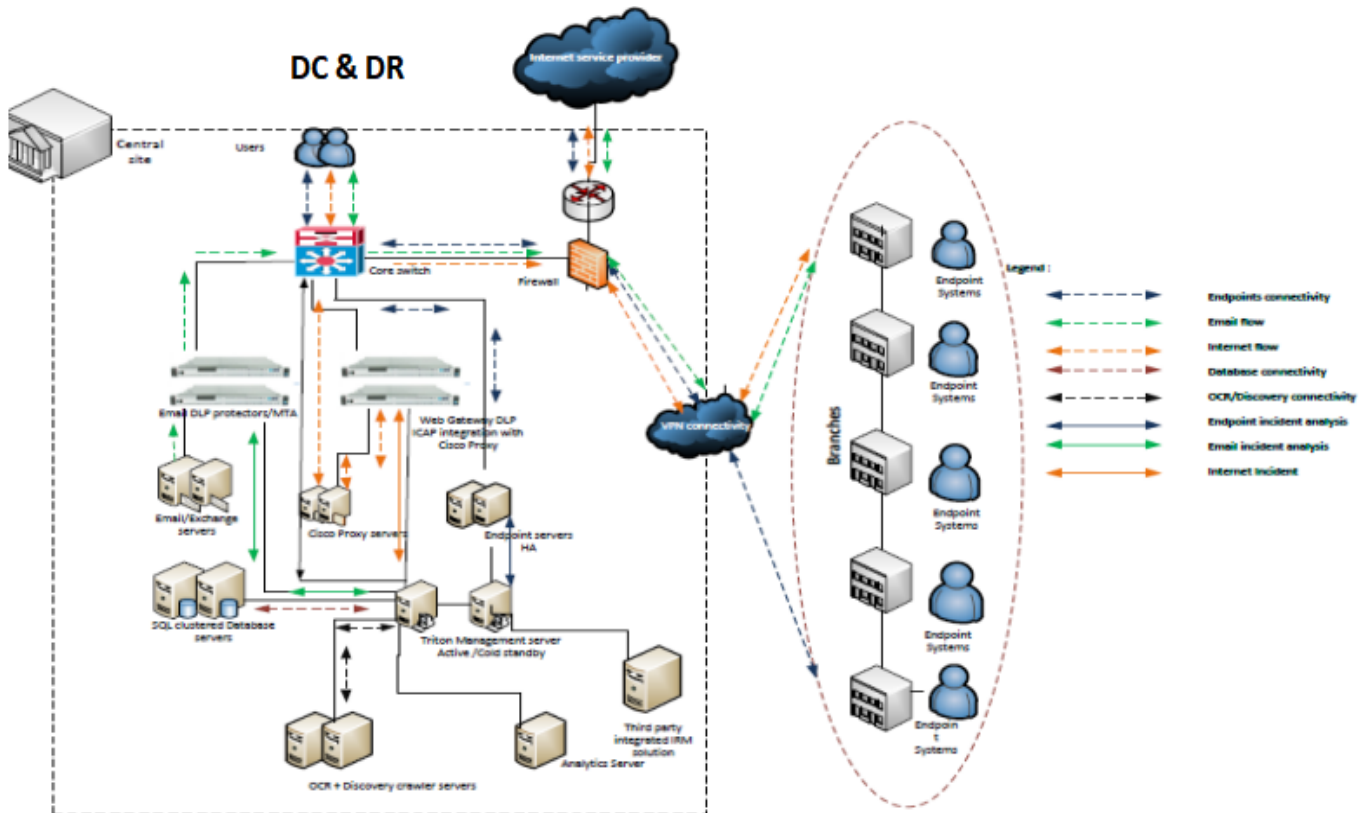 DC & DR
Internet service provider
Central
site
Users
Core switch
Firewall
Email DLP protectors/MTA
Web Gateway DLP
ICAP integration with
Cisco Proxy
VPN connectivity
Email/Exchange
servers
Cisco Proxy servers
Endpoint servers
HA
SQL clustered Database
servers
Triton Management server
Active /Cold standby
Third party
integrated IRM
solution
Analytics Server
OCR + Discovery crawler servers
Branches
Endpoint
Systems
Endpoint
Systems
Endpoint
Systems
Endpoint
Systems
Endpoin
t
Systems
Legend :
Endpoints connectivity
Email flow
Internet flow
Database connectivity
OCR/Discovery connectivity
Endpoint incident analysis
Email incident analysis
Internet Incident